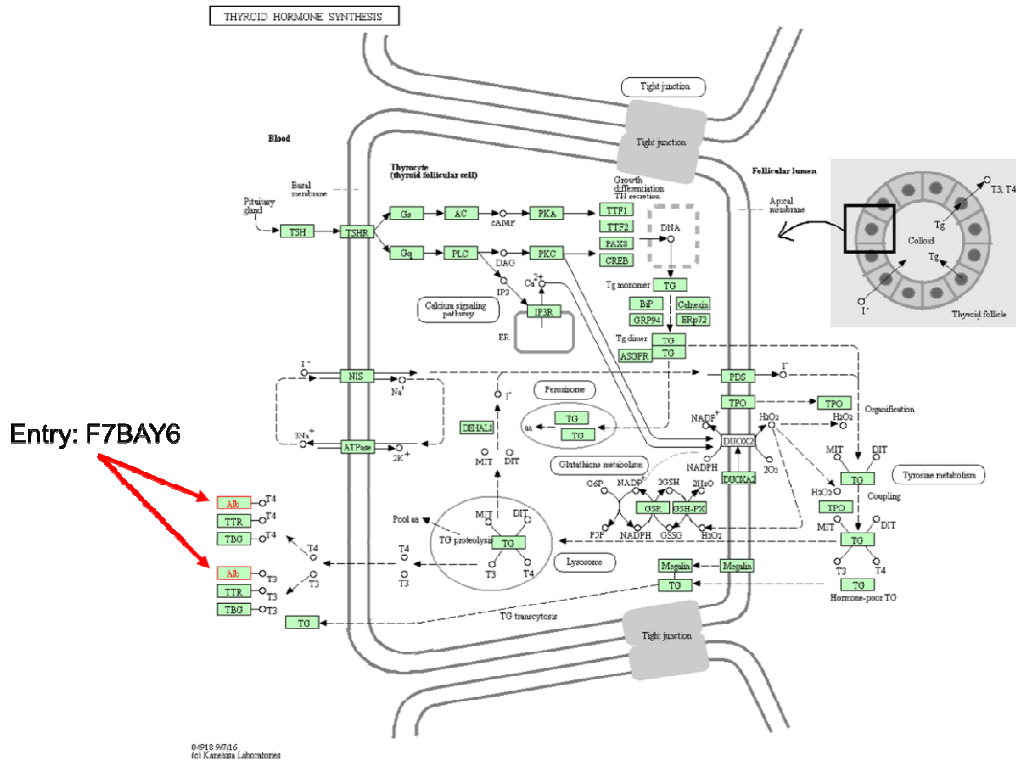 THYROID HORMONE SYNTHESIS
Tight junction
Tight junction
Blood
Thyrocyte
(thyroid follicular cell)
Follicular lumen
Basal
membrane
Pituitary
gland
Growth
differentiation
TH secretion
Apical
membrane
TSH
TSHR
Gs
AC
cAMP
PKA
TTF1
TTF2
PAX8
CREB
DNA
Gq
PLC
DAG
PKC
IP3
Ca2+
IP3R
ER
Calcium signaling
pathway
Tg monomer
TG
BiP
Calnexin
GRP94
ERp72
Tg dimer
TG
ASGPR
TG
T3, T4
Tg
Colloid
Tg
I-
Thyroid follicle
I-
NIS
Na+
3Na+
ATPase
2K+
I-
DEHAL1
MIT
DIT
Peroxisome
TG
TG
aa
PDS
I-
TPO
TPO
Organification
NADP+
H2O2
H2O2
DUOX2
NADPH
2O2
DUOXA2
Glutathione metabolism
G6P
NADP+
2GSH
2H2O
GSR
GSH-PX
NADPH
GSSG
H2O2
MIT
DIT
TG
Tyrosine metabolism
H2O2
Coupling
TPO
MIT
DIT
TG
T3
T4
TG
Hormone-poor TG
Entry: F7BAY6
Alb
T4
TTR
T4
TBG
T4
Alb
T3
TTR
T3
TBG
T3
T4
T3
T4
T3
Pool aa
MIT
DIT
TG proteolysis
TG
T3
T4
Lysosome
Megalin
Megalin
TG
TG transcytosis
TG
Tight junction
04918 9/7/16
(c) Kanehisa Laboratories